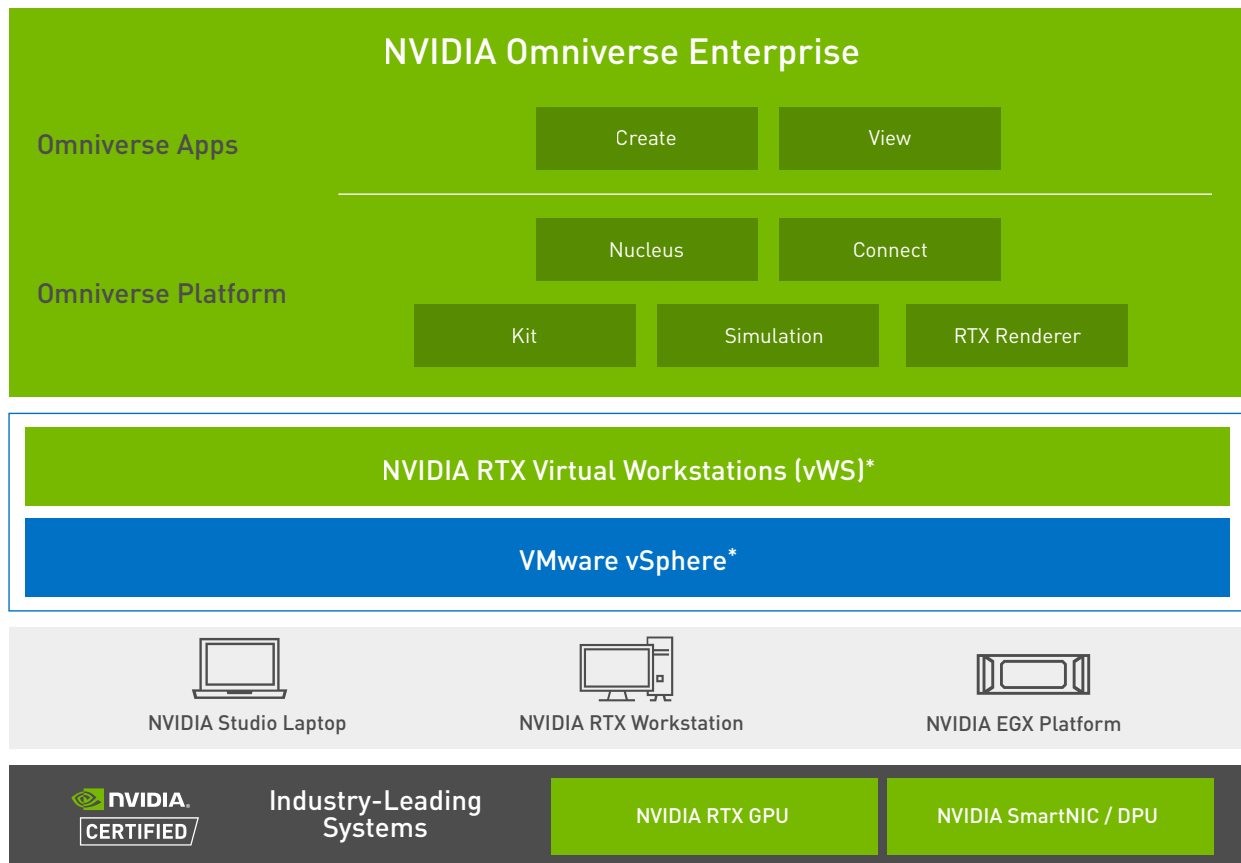 NVIDIA Omniverse Enterprise
Omniverse Apps
Create
View
Omniverse Platform
Nucleus
Connect
Kit
Simulation
RTX Renderer
NVIDIA RTX Virtual Workstations (vWS)*
VMware vSphere*
NVIDIA Studio Laptop
NVIDIA RTX Workstation
NVIDIA EGX Platform
NVIDIA.
CERTIFIED
Industry-Leading
Systems
NVIDIA RTX GPU
NVIDIA SmartNIC / DPU